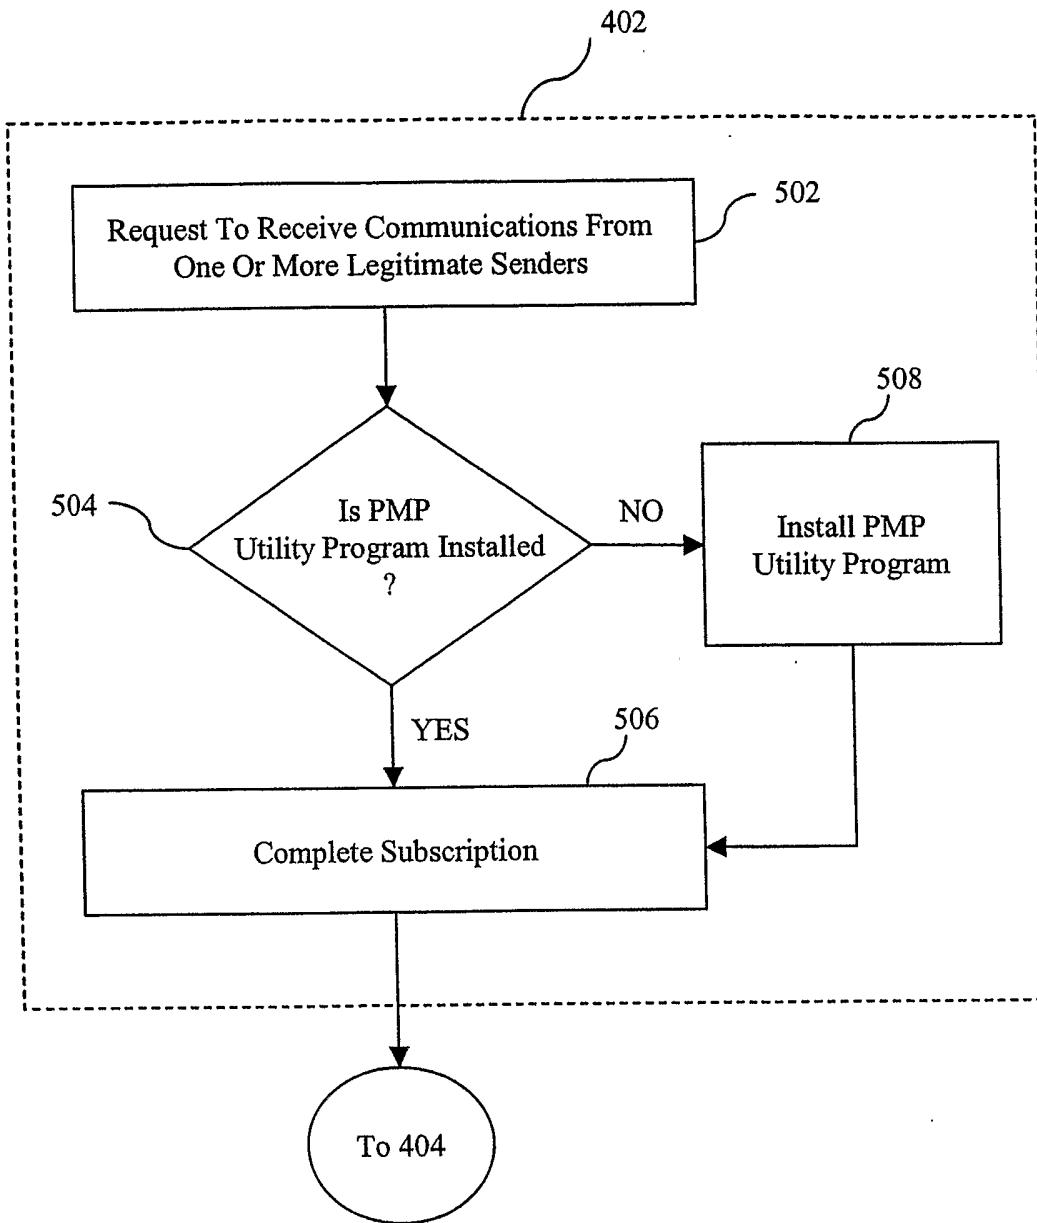 402
Request To Receive Communications From
One Or More Legitimate Senders
502
508
504
Is PMP
Utility Program Installed
?
NO
Install PMP
Utility Program
YES
506
Complete Subscription
To 404